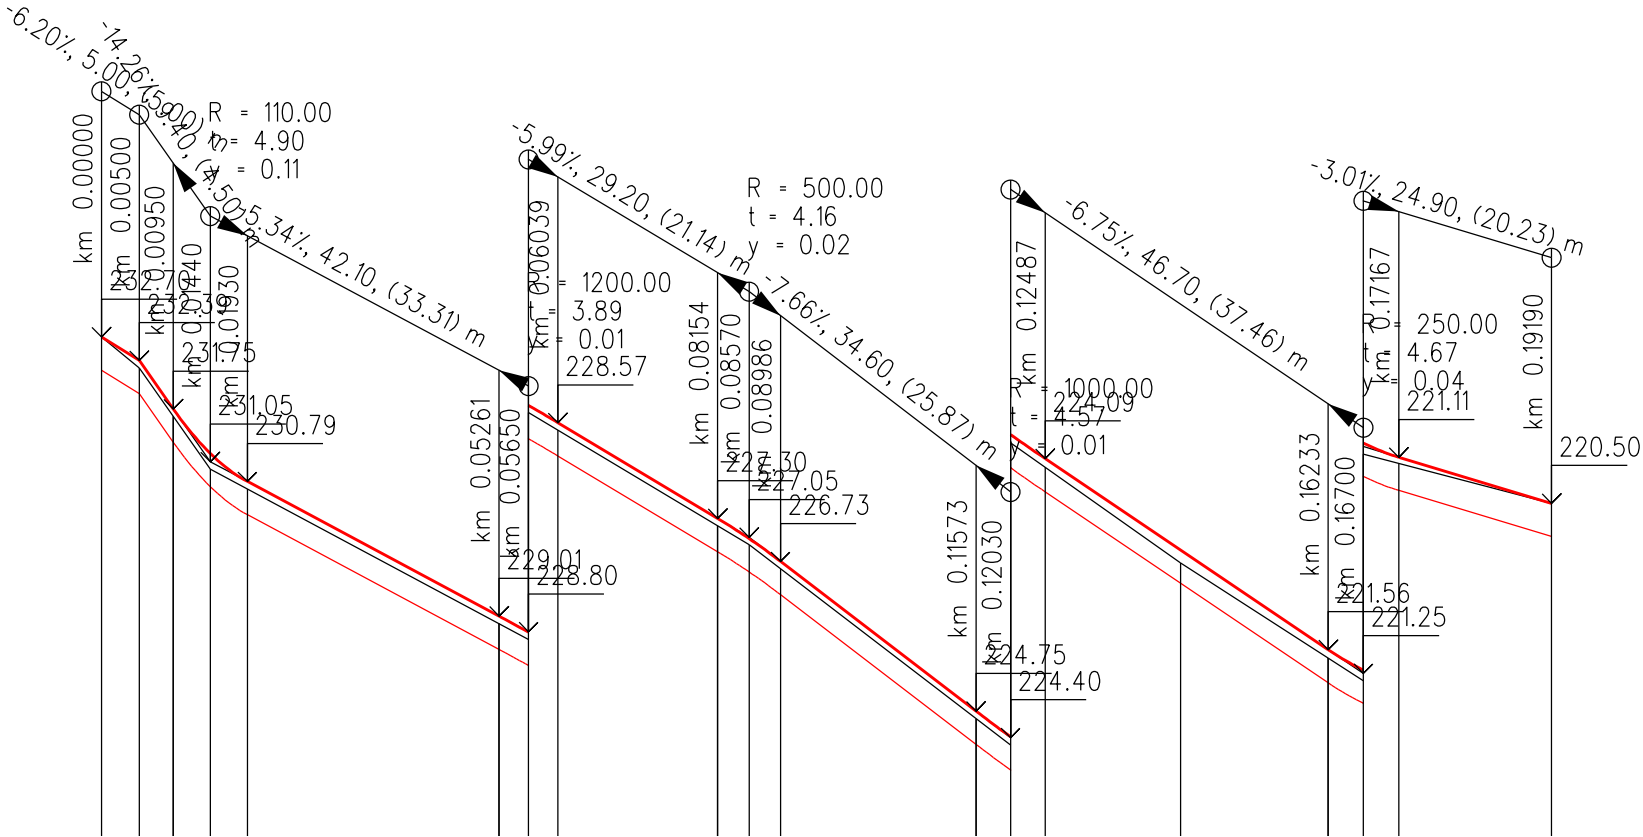 -6.20%, 5.00, (5.00) m
-14.26%, 9.40, (4.50) m
R = 110.00
t = 4.90
y = 0.11
-5.34%, 42.10, (33.31) m
R = 1200.00
t = 3.89
y = 0.01
-5.99%, 29.20, (21.14) m
R = 500.00
t = 4.16
y = 0.02
-7.66%, 34.60, (25.87) m
R = 1000.00
t = 4.57
y = 0.01
-6.75%, 46.70, (37.46) m
R = 250.00
t = 4.67
y = 0.04
-3.01%, 24.90, (20.23) m
km 0.00000
km 0.00500
km 0.00950
km 0.01440
km 0.01930
km 0.05261
km 0.05650
km 0.06039
km 0.08154
km 0.08570
km 0.08986
km 0.11573
km 0.12030
km 0.12487
km 0.16233
km 0.16700
km 0.17167
km 0.19190
232.70
232.39
231.75
231.05
230.79
229.01
228.80
228.57
227.30
227.05
226.73
224.75
224.40
224.09
221.56
221.25
221.11
220.50